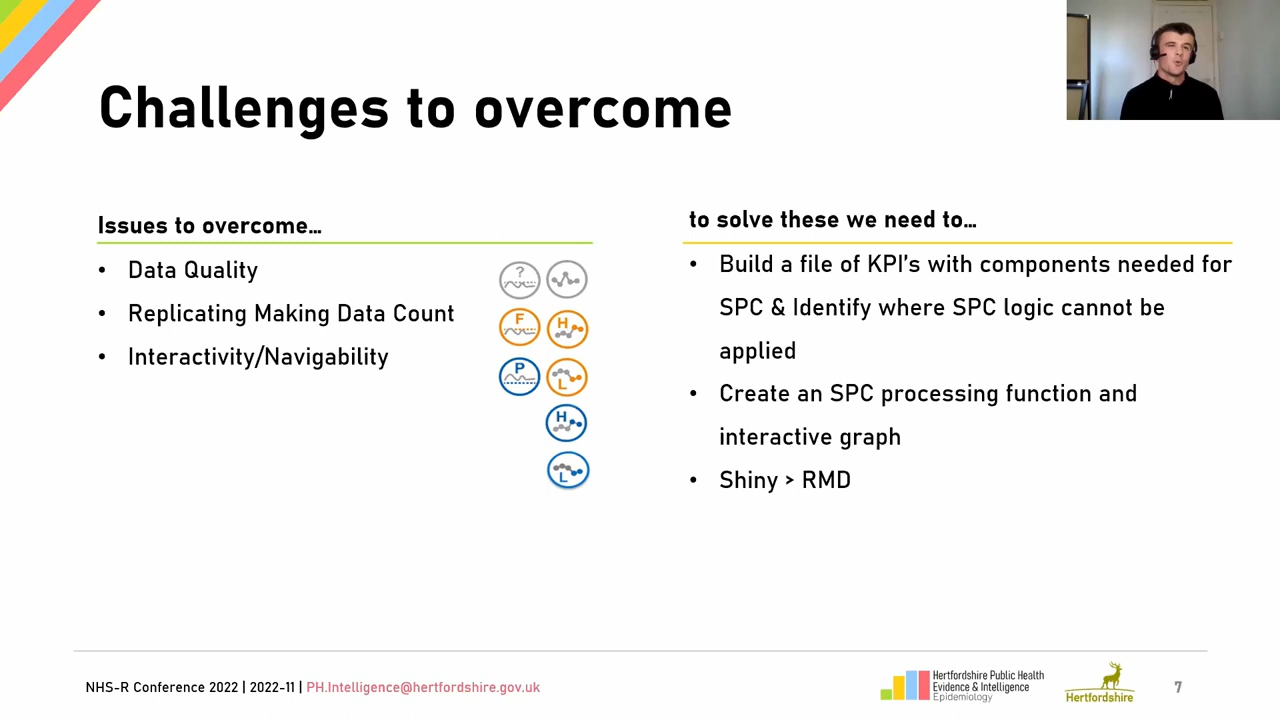 Challenges to overcome
Issues to overcome...
• Data Quality
• Replicating Making Data Count
• Interactivity/Navigability
?
F
H
P
L
H
L
to solve these we need to...
• Build a file of KPI's with components needed for
SPC & Identify where SPC logic cannot be
applied
• Create an SPC processing function and
interactive graph
• Shiny > RMD
NHS-R Conference 2022 | 2022-11 | PH.Intelligence@hertfordshire.gov.uk
Hertfordshire Public Health
Evidence & Intelligence
Epidemiology
Hertfordshire
7